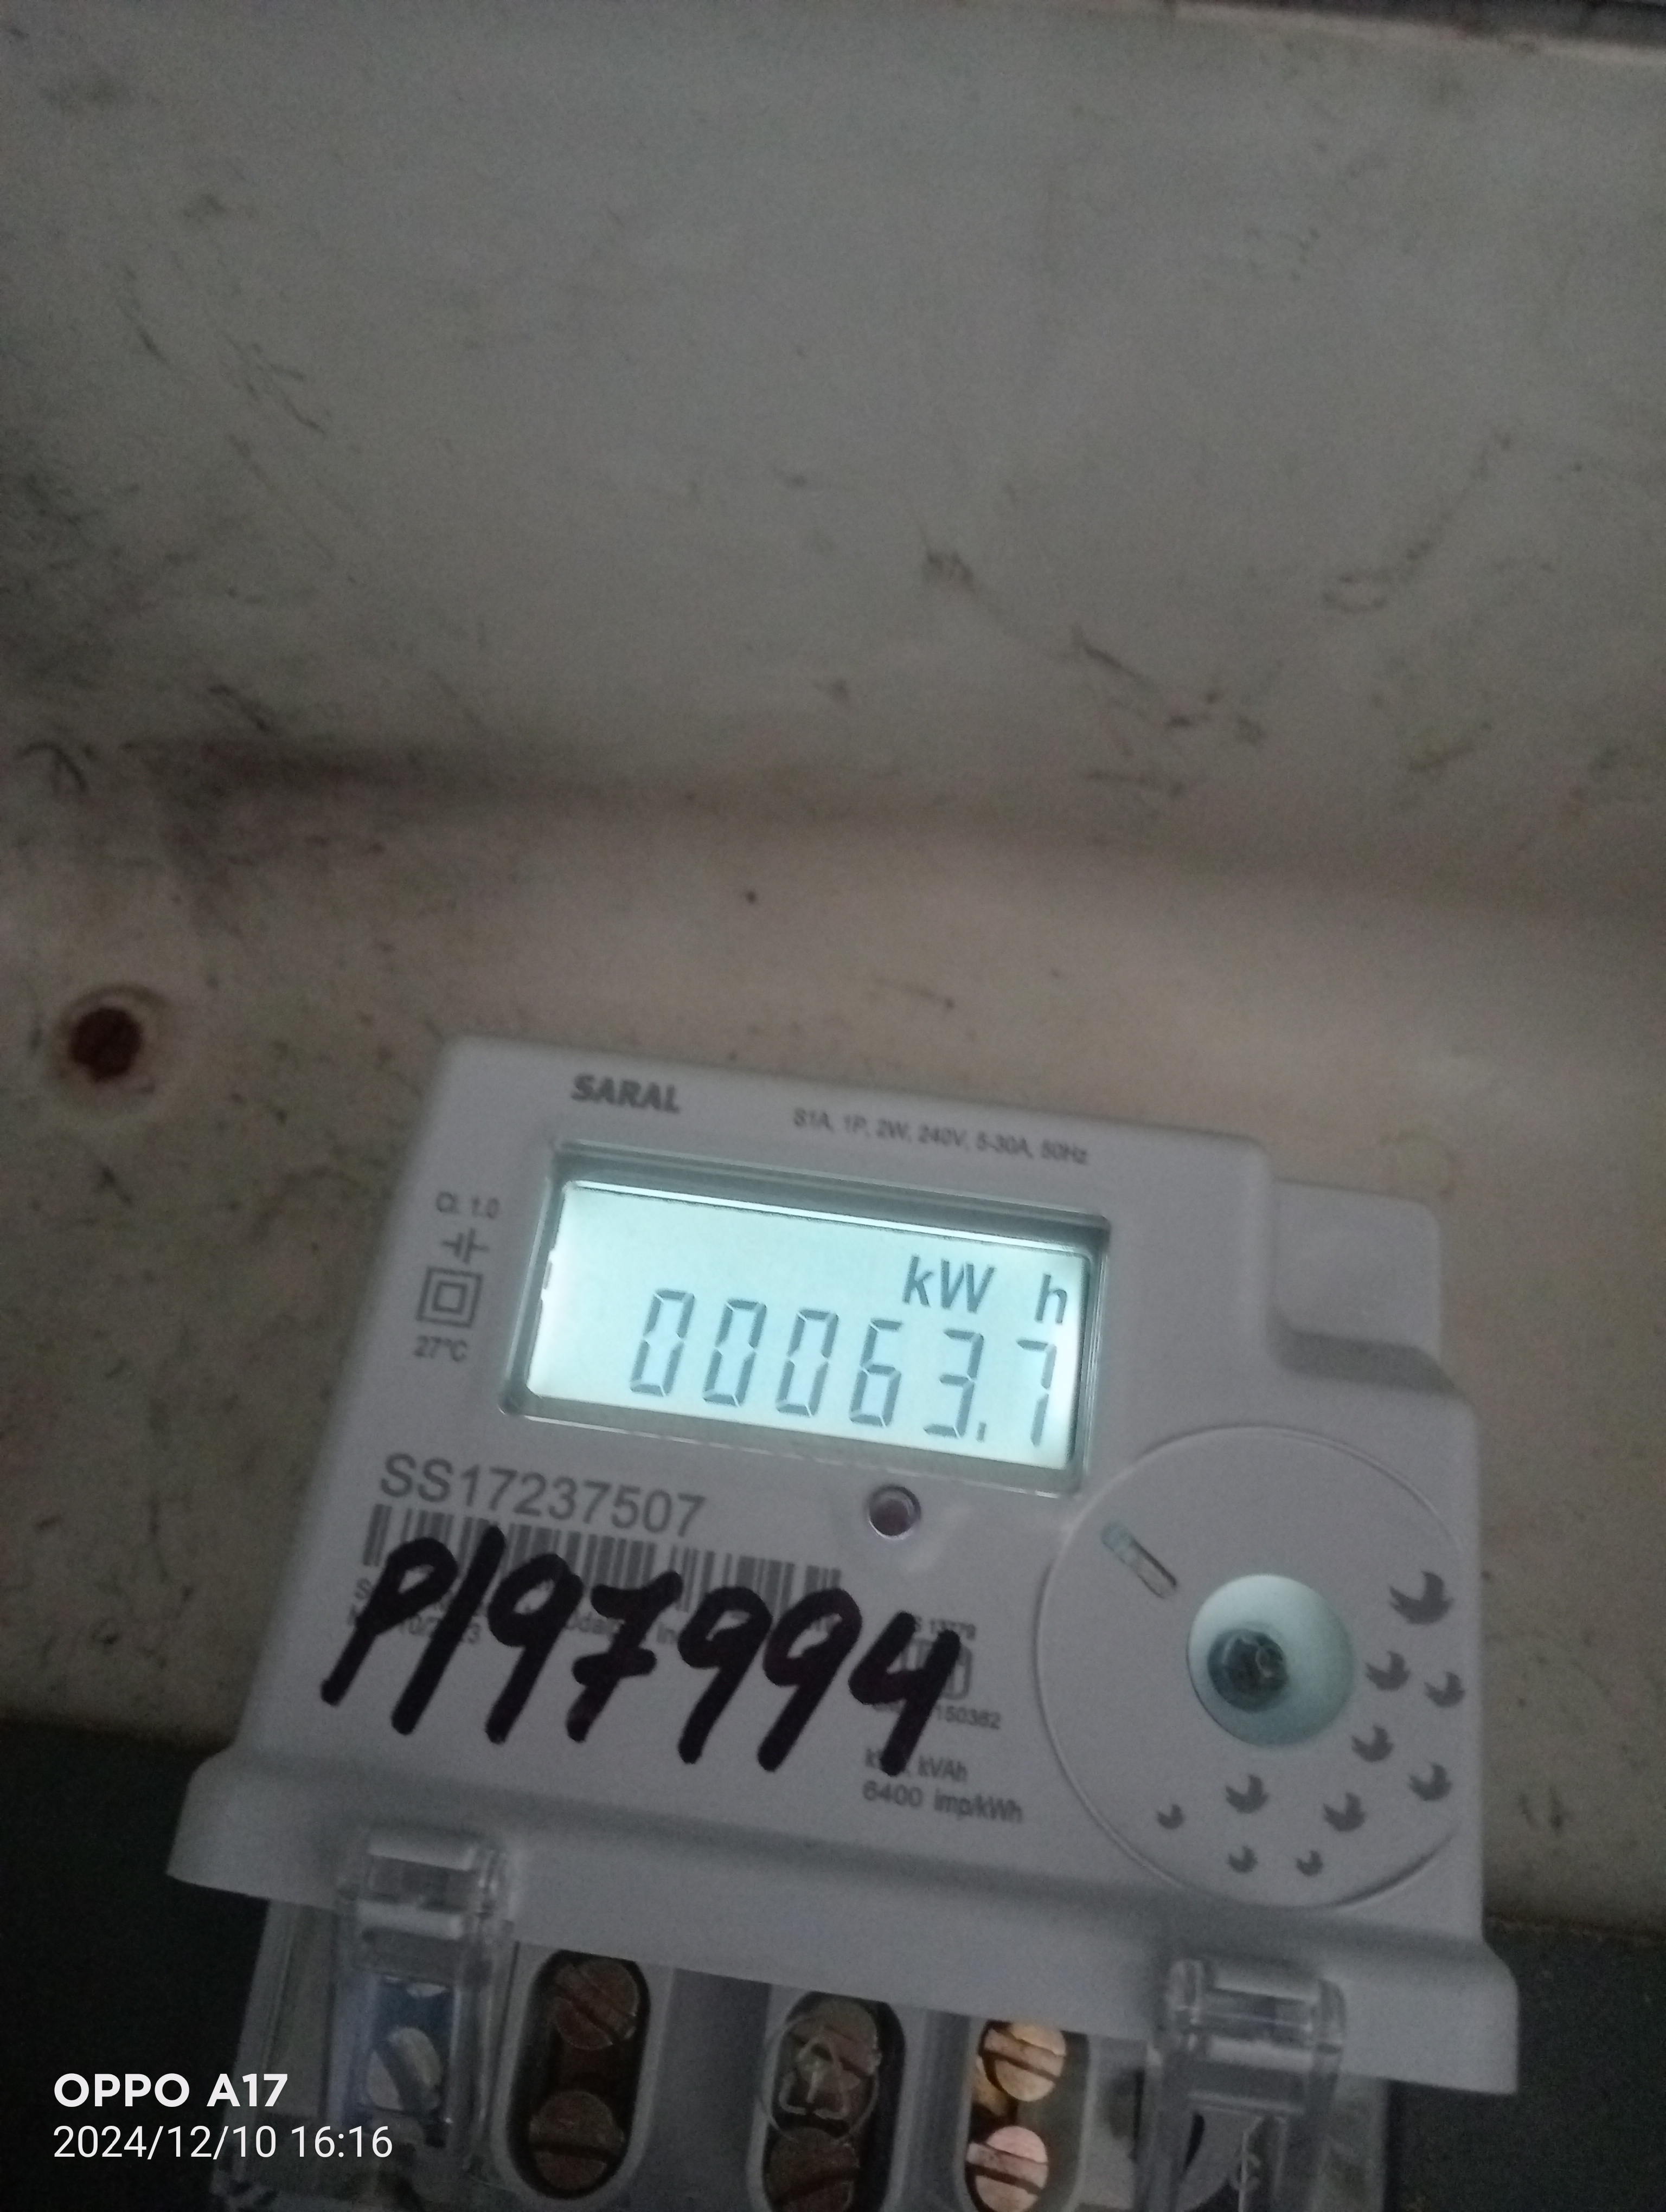 SARAL
S1A, 1P, 2W, 240V, 5-30A, 50Hz
Cl. 1.0
27°C
kW h
00063.7
SS17237507
P197994
kVAh
6400 imp/kWh
OPPO A17
2024/12/10 16:16